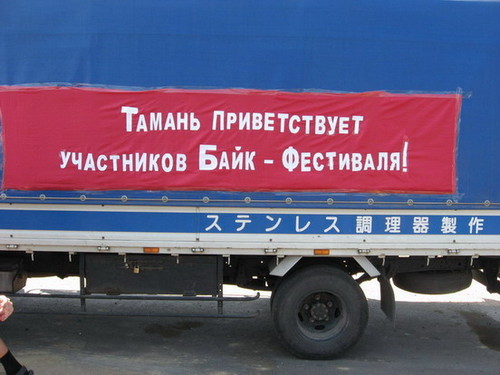 Тамань приветствует
участников Байк - Фестиваля!
ステンレス調理器製作